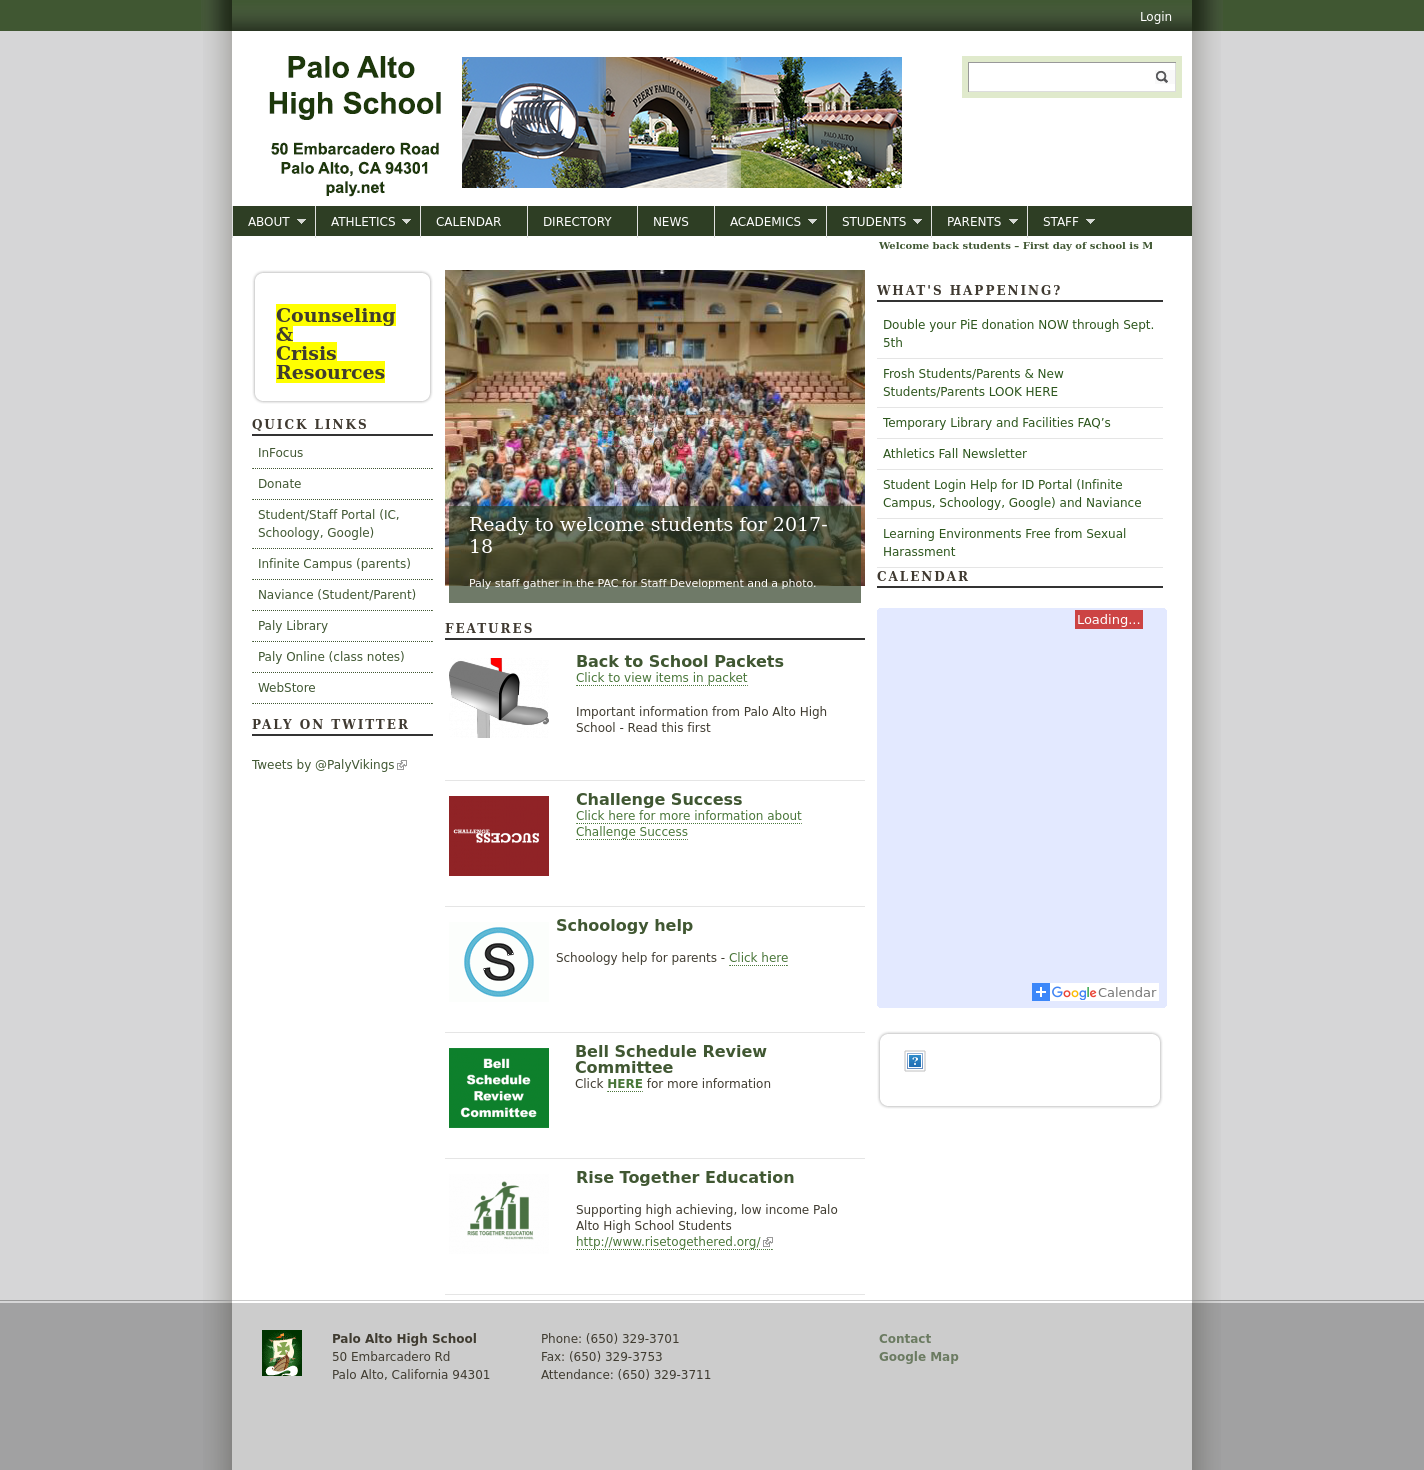 Login
Palo Alto
High School
50 Embarcadero Road
Palo Alto, CA 94301
paly.net
PEERY FAMILY CENTER
PALO ALTO
HIGH SCHOOL
ABOUT
ATHLETICS
CALENDAR
DIRECTORY
NEWS
ACADEMICS
STUDENTS
PARENTS
STAFF
Welcome back students – First day of school is M
Counseling
&
Crisis
Resources
QUICK LINKS
InFocus
Donate
Student/Staff Portal (IC,
Schoology, Google)
Infinite Campus (parents)
Naviance (Student/Parent)
Paly Library
Paly Online (class notes)
WebStore
PALY ON TWITTER
Tweets by @PalyVikings
Ready to welcome students for 2017-
18
Paly staff gather in the PAC for Staff Development and a photo.
FEATURES
Back to School Packets
Click to view items in packet
Important information from Palo Alto High
School - Read this first
CHALLENGE
SUCCESS
Challenge Success
Click here for more information about
Challenge Success
S
Schoology help
Schoology help for parents - Click here
Bell
Schedule
Review
Committee
Bell Schedule Review
Committee
Click HERE for more information
RISE TOGETHER EDUCATION
Rise Together Education
Supporting high achieving, low income Palo
Alto High School Students
http://www.risetogethered.org/
WHAT'S HAPPENING?
Double your PiE donation NOW through Sept.
5th
Frosh Students/Parents & New
Students/Parents LOOK HERE
Temporary Library and Facilities FAQ’s
Athletics Fall Newsletter
Student Login Help for ID Portal (Infinite
Campus, Schoology, Google) and Naviance
Learning Environments Free from Sexual
Harassment
CALENDAR
Loading...
Google Calendar
?
Palo Alto High School
50 Embarcadero Rd
Palo Alto, California 94301
Phone: (650) 329-3701
Fax: (650) 329-3753
Attendance: (650) 329-3711
Contact
Google Map